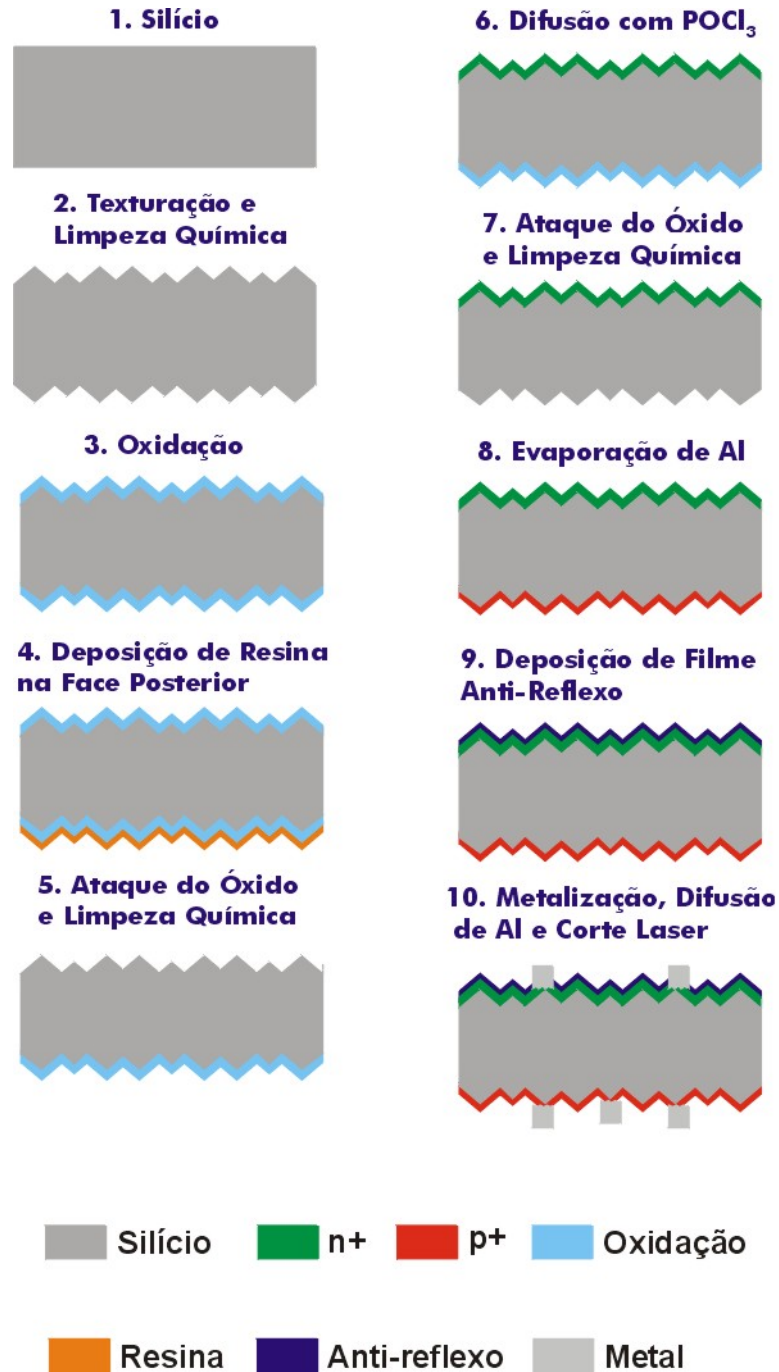 1. Silício
2. Texturação e
Limpeza Química
3. Oxidação
4. Deposição de Resina
na Face Posterior
5. Ataque do Óxido
e Limpeza Química
6. Difusão com POCl₃
7. Ataque do Óxido
e Limpeza Química
8. Evaporação de Al
9. Deposição de Filme
Anti-Reflexo
10. Metalização, Difusão
de Al e Corte Laser
Silício n+ p+ Oxidação
Resina Anti-reflexo Metal